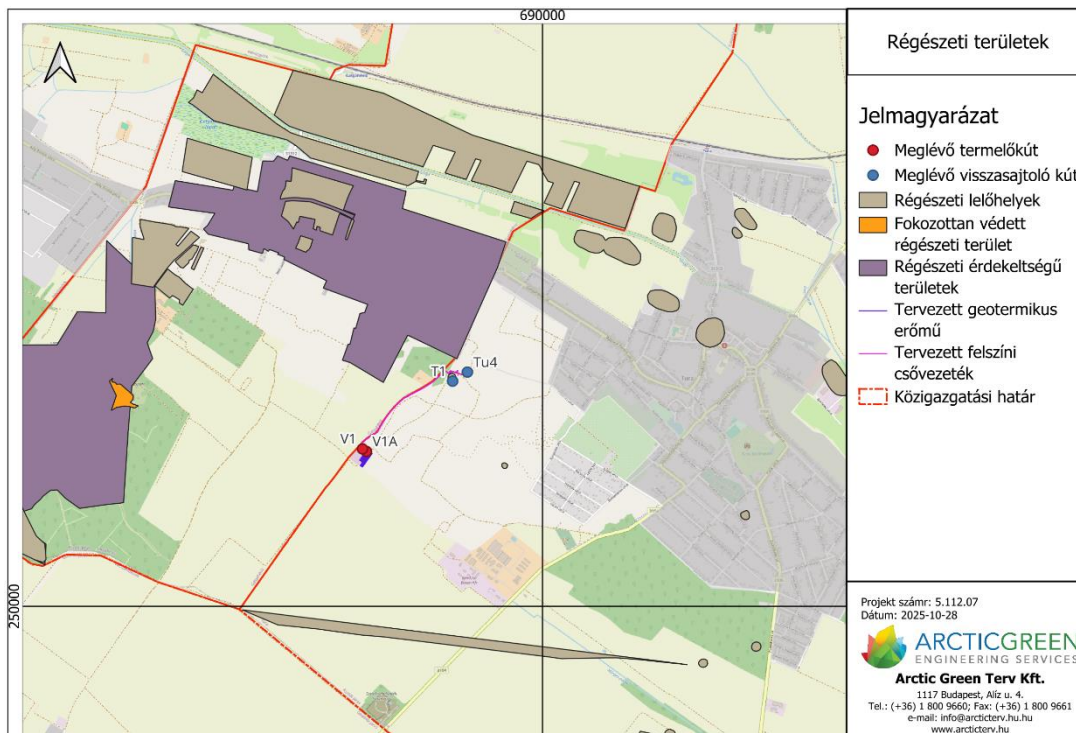 690000
250000
T1
Tu4
V1
V1A
Tura
Régészeti területek
Jelmagyarázat
Meglévő termelőkút
Meglévő visszasajtoló kút
Régészeti lelőhelyek
Fokozottan védett
régészeti terület
Régészeti érdekeltségű
területek
Tervezett geotermikus
erőmű
Tervezett felszíni
csővezeték
Közigazgatási határ
Projekt számr: 5.112.07
Dátum: 2025-10-28
ARCTICGREEN
ENGINEERING SERVICES
Arctic Green Terv Kft.
1117 Budapest, Alíz u. 4.
Tel.: (+36) 1 800 9660; Fax: (+36) 1 800 9661
e-mail: info@arcticterv.hu.hu
www.arcticterv.hu